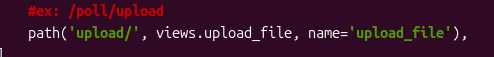 #ex: /poll/upload
path('upload/', views.upload_file, name='upload_file'),